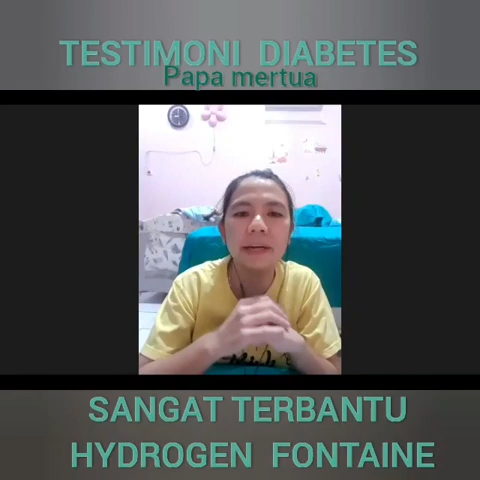 TESTIMONI DIABETES
Papa mertua
SANGAT TERBANTU
HYDROGEN FONTAINE